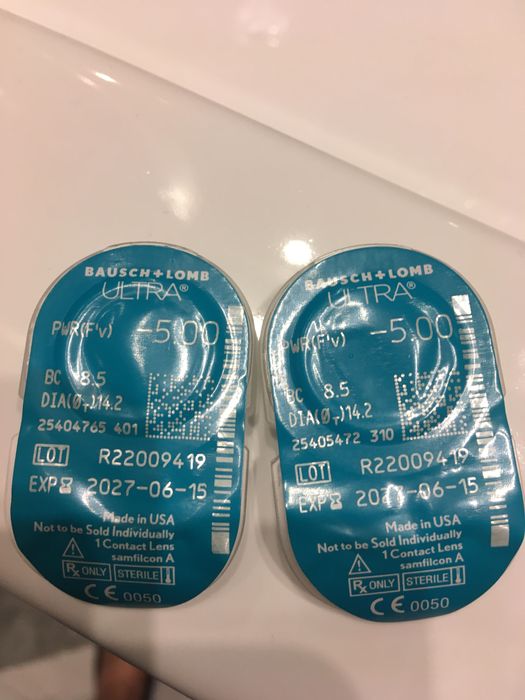 BAUSCH+LOMB
ULTRA®
PWR(F'v) -5.00
BC 8.5
DIA(Ø T)14.2
25404765 401
LOT R22009419
EXP 2027-06-15
Made in USA
Not to be Sold Individually
1 Contact Lens
samfilcon A
Rx ONLY STERILE
CE 0050
BAUSCH+LOMB
ULTRA®
PWR(F'v) -5.00
BC 8.5
DIA(Ø T)14.2
25405472 310
LOT R22009419
EXP 2027-06-15
Made in USA
Not to be Sold Individually
1 Contact Lens
samfilcon A
Rx ONLY STERILE
CE 0050